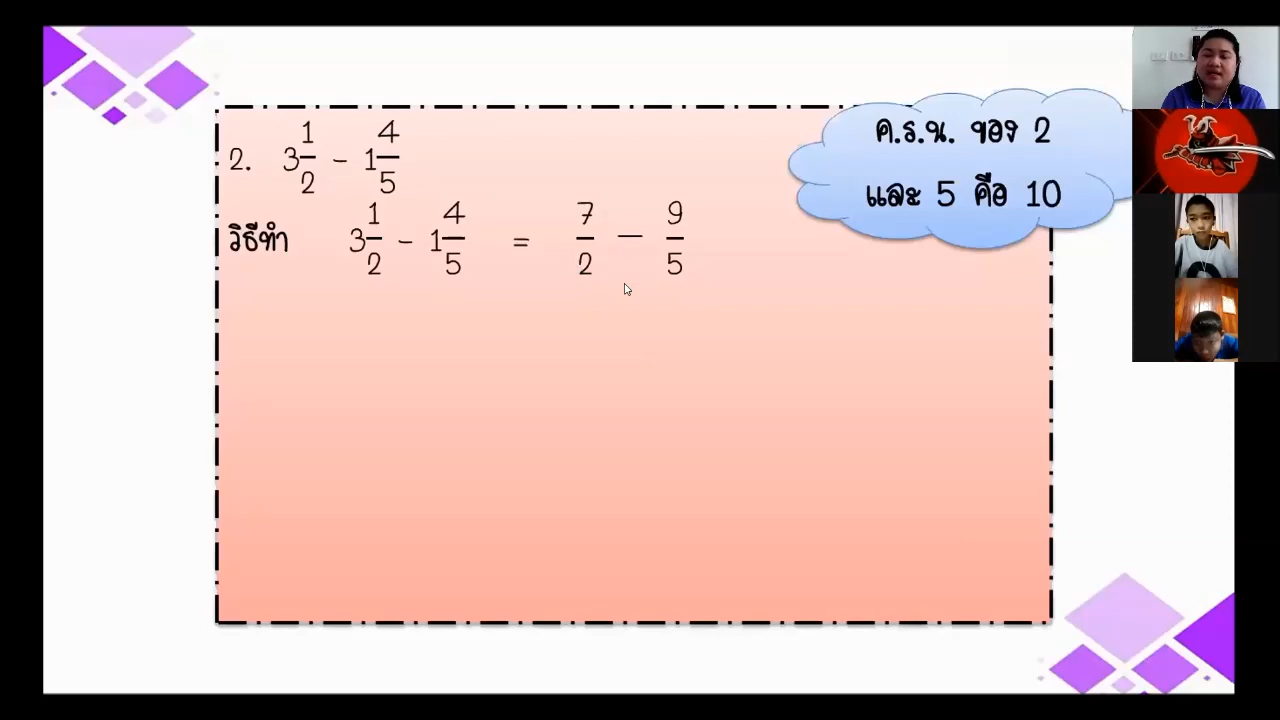 2. 3 1/2 - 1 4/5
วิธีทำ 3 1/2 - 1 4/5 = 7/2 - 9/5
ค.ร.น. ของ 2
และ 5 คือ 10